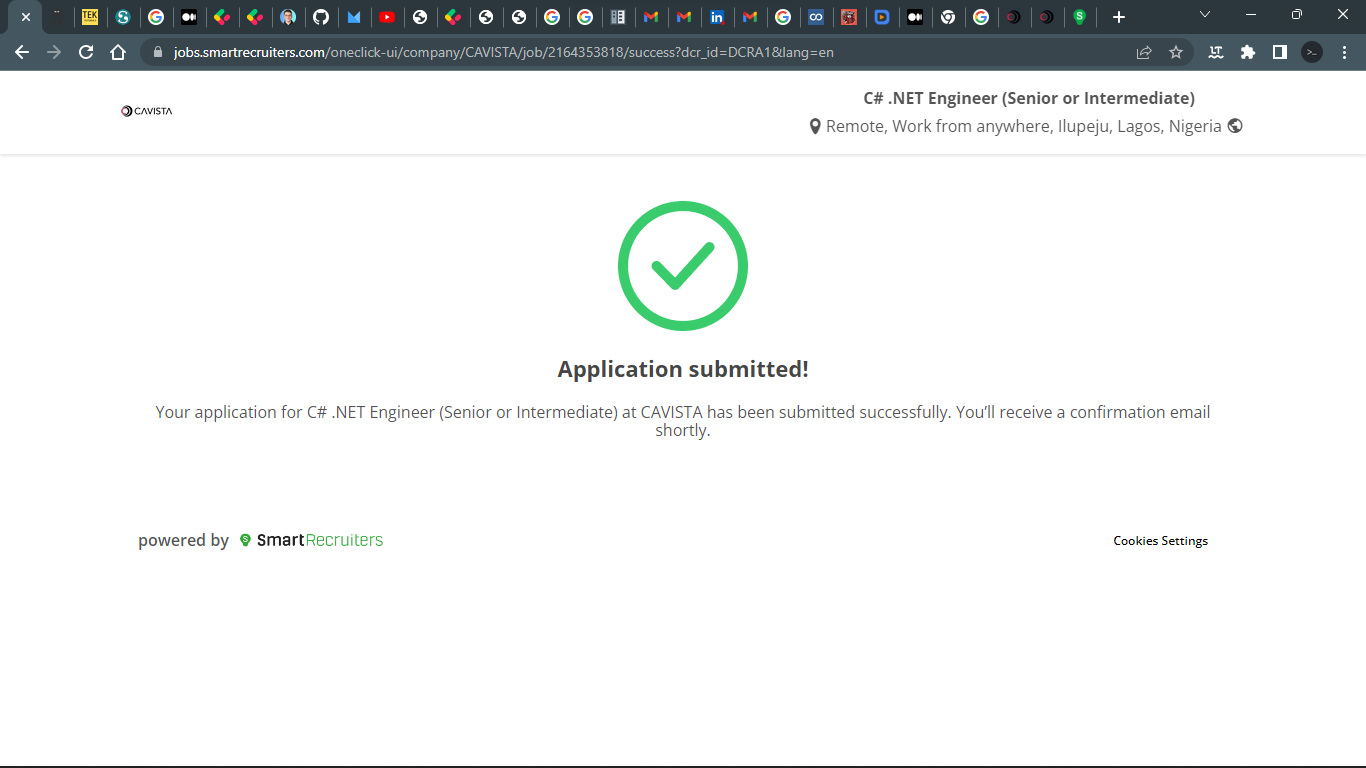 TEK
jobs.smartrecruiters.com/oneclick-ui/company/CAVISTA/job/2164353818/success?dcr_id=DCRA1&lang=en
CAVISTA
C# .NET Engineer (Senior or Intermediate)
Remote, Work from anywhere, Ilupeju, Lagos, Nigeria
Application submitted!
Your application for C# .NET Engineer (Senior or Intermediate) at CAVISTA has been submitted successfully. You’ll receive a confirmation email
shortly.
powered by SmartRecruiters
Cookies Settings